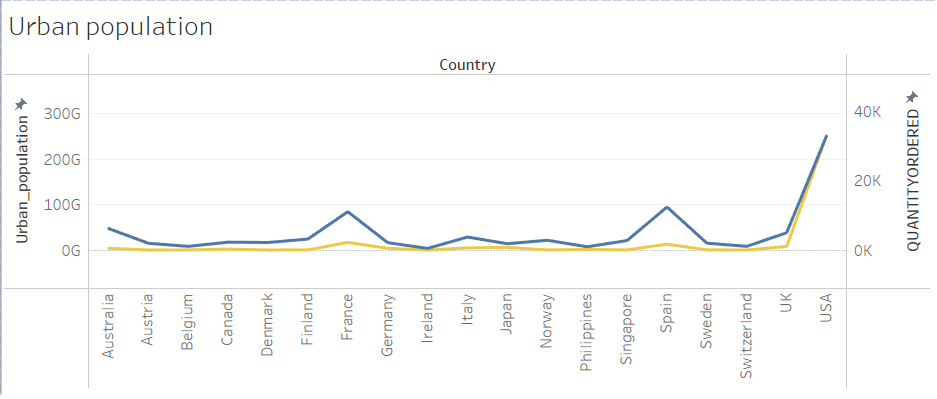 Urban population
Country
Urban_population
300G
200G
100G
0G
40K
20K
0K
QUANTITYORDERED
Australia
Austria
Belgium
Canada
Denmark
Finland
France
Germany
Ireland
Italy
Japan
Norway
Philippines
Singapore
Spain
Sweden
Switzerland
UK
USA